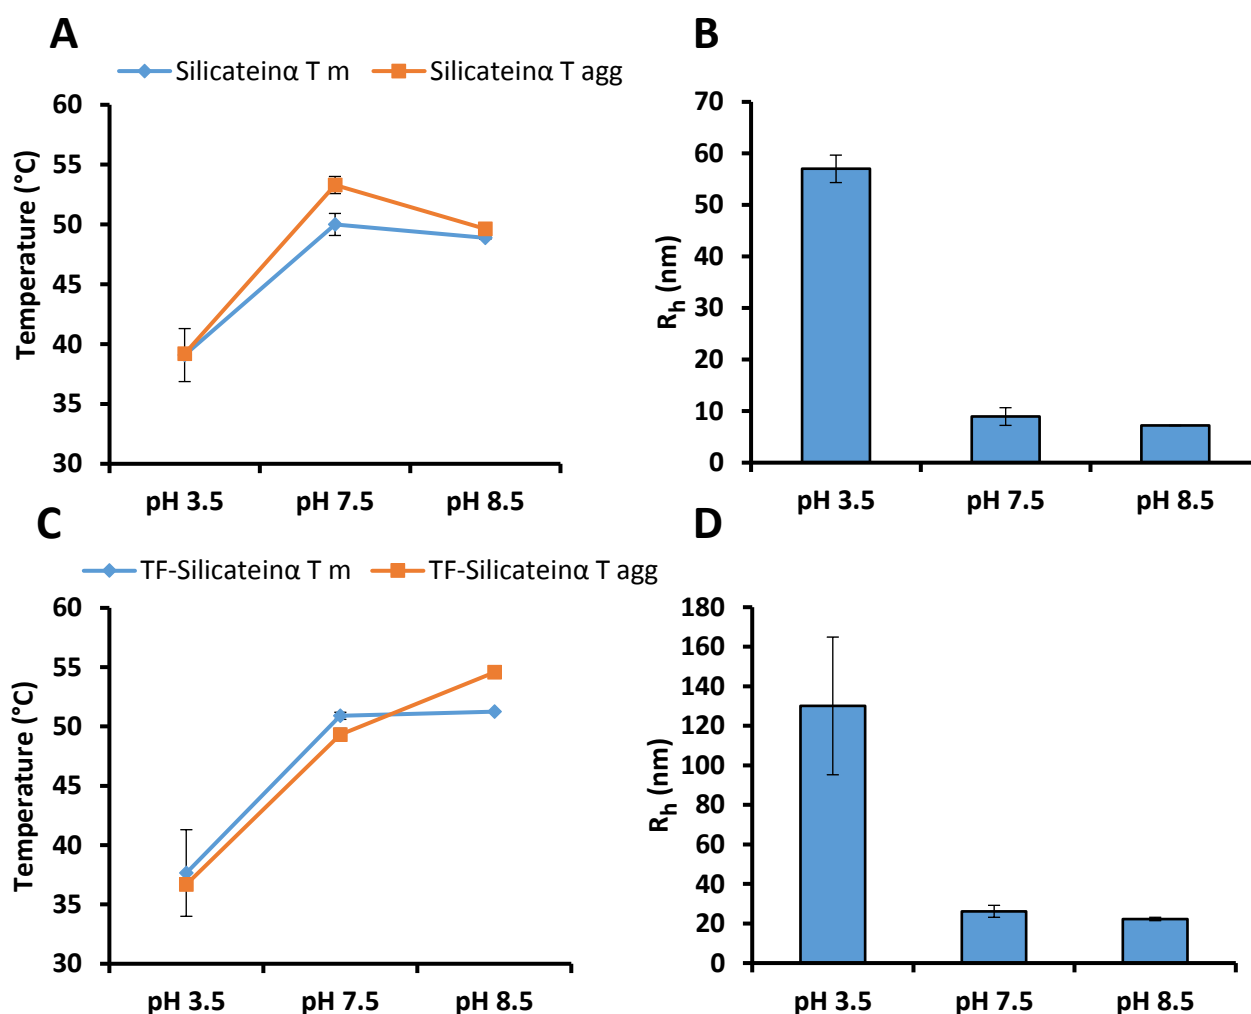 A
Silicateinα T m
Silicateinα T agg
60
55
50
45
40
35
30
Temperature (°C)
pH 3.5
pH 7.5
pH 8.5
B
70
60
50
40
30
20
10
0
Rh (nm)
pH 3.5
pH 7.5
pH 8.5
C
TF-Silicateinα T m
TF-Silicateinα T agg
60
55
50
45
40
35
30
Temperature (°C)
pH 3.5
pH 7.5
pH 8.5
D
180
160
140
120
100
80
60
40
20
0
Rh (nm)
pH 3.5
pH 7.5
pH 8.5